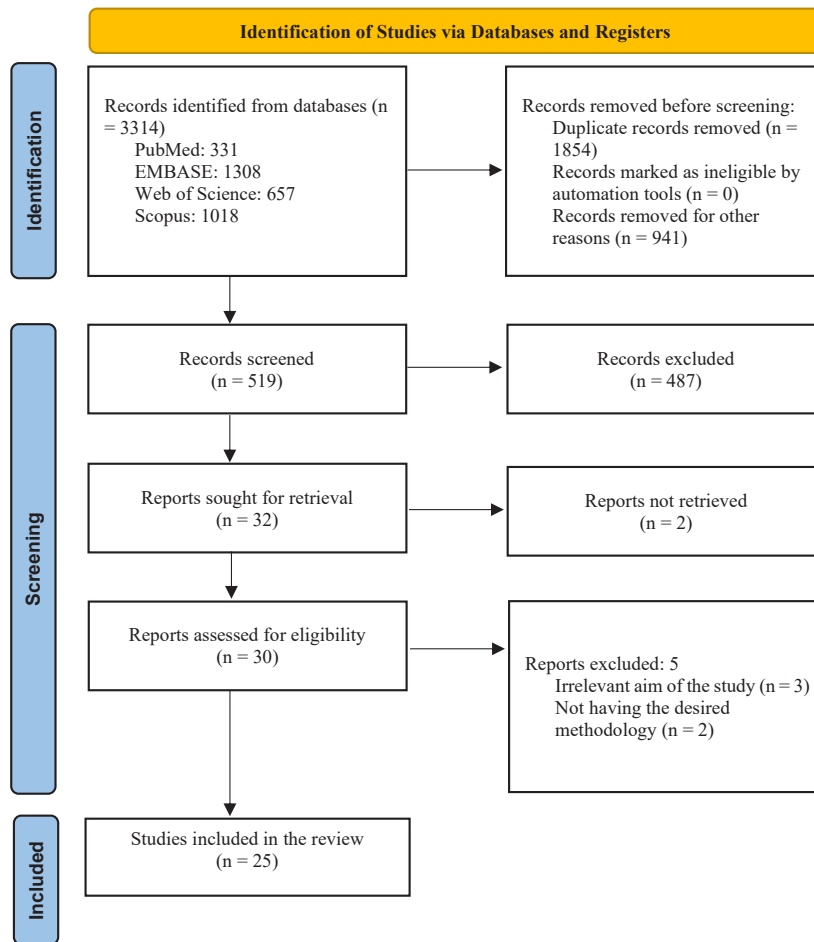 Identification of Studies via Databases and Registers
Identification
Records identified from databases (n
= 3314)
PubMed: 331
EMBASE: 1308
Web of Science: 657
Scopus: 1018
Records removed before screening:
Duplicate records removed (n =
1854)
Records marked as ineligible by
automation tools (n = 0)
Records removed for other
reasons (n = 941)
Screening
Records screened
(n = 519)
Records excluded
(n = 487)
Reports sought for retrieval
(n = 32)
Reports not retrieved
(n = 2)
Reports assessed for eligibility
(n = 30)
Reports excluded: 5
Irrelevant aim of the study (n = 3)
Not having the desired
methodology (n = 2)
Included
Studies included in the review
(n = 25)